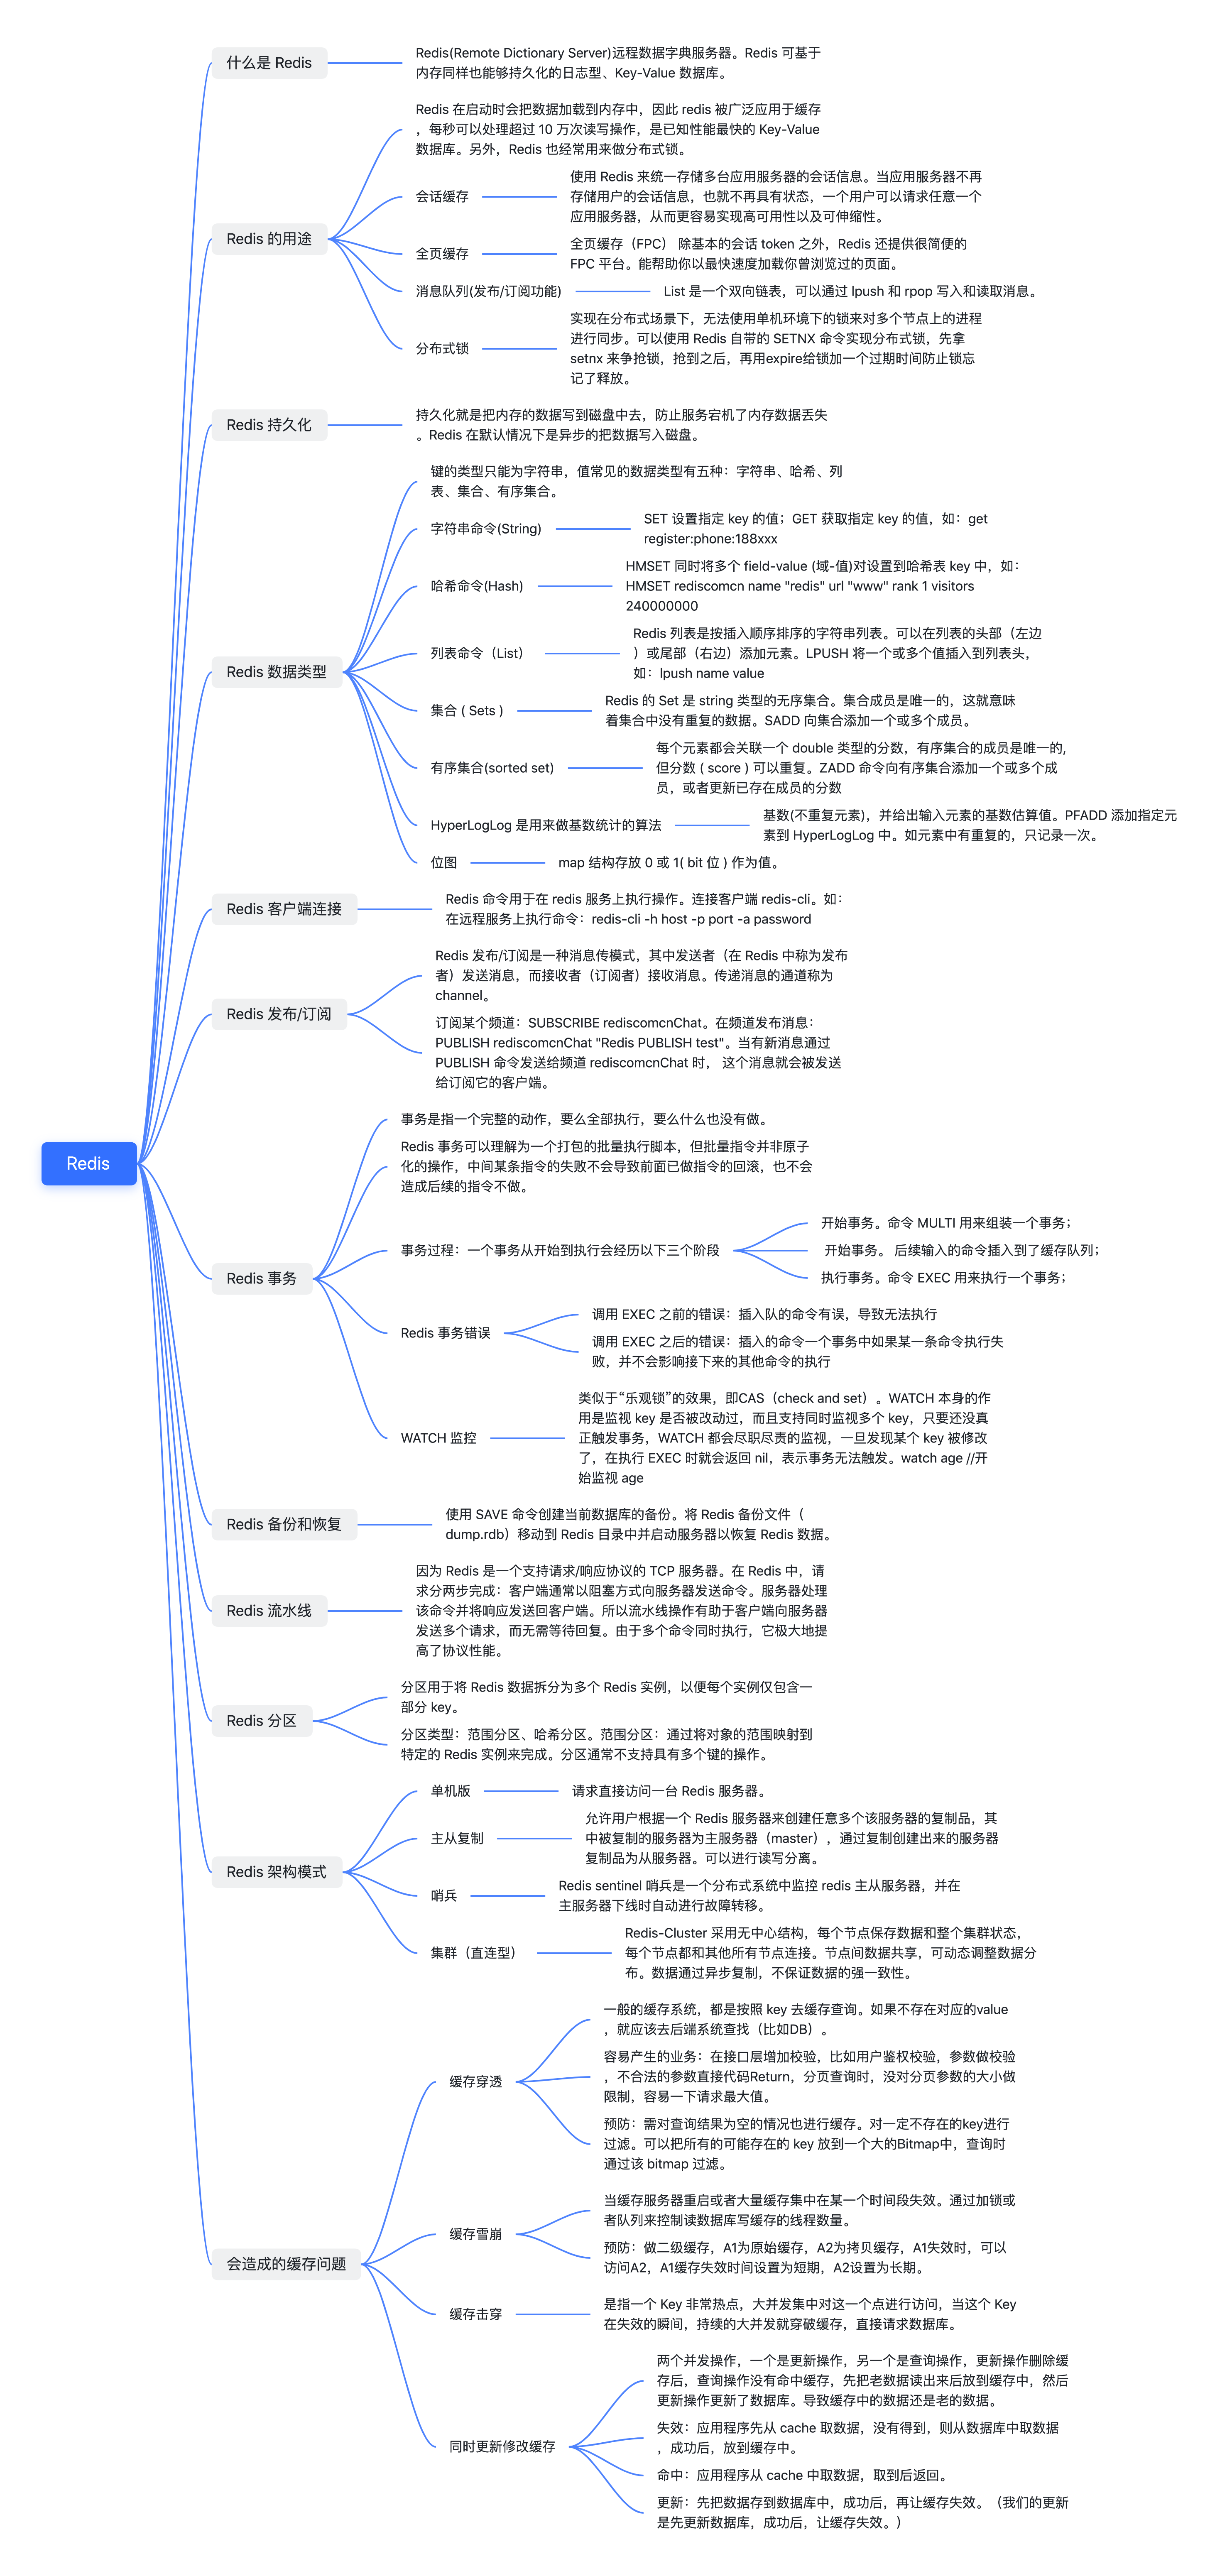 什么是 Redis
Redis(Remote Dictionary Server)远程数据字典服务器。Redis 可基于
内存同样也能够持久化的日志型、Key-Value 数据库。
Redis 的用途
Redis 在启动时会把数据加载到内存中，因此 redis 被广泛应用于缓存
，每秒可以处理超过 10 万次读写操作，是已知性能最快的 Key-Value
数据库。另外，Redis 也经常用来做分布式锁。
会话缓存
使用 Redis 来统一存储多台应用服务器的会话信息。当应用服务器不再
存储用户的会话信息，也就不再具有状态，一个用户可以请求任意一个
应用服务器，从而更容易实现高可用性以及可伸缩性。
全页缓存
全页缓存（FPC） 除基本的会话 token 之外，Redis 还提供很简便的
FPC 平台。能帮助你以最快速度加载你曾浏览过的页面。
消息队列(发布/订阅功能)
List 是一个双向链表，可以通过 lpush 和 rpop 写入和读取消息。
分布式锁
实现在分布式场景下，无法使用单机环境下的锁来对多个节点上的进程
进行同步。可以使用 Redis 自带的 SETNX 命令实现分布式锁，先拿
setnx 来争抢锁，抢到之后，再用expire给锁加一个过期时间防止锁忘
记了释放。
Redis 持久化
持久化就是把内存的数据写到磁盘中去，防止服务宕机了内存数据丢失
。Redis 在默认情况下是异步的把数据写入磁盘。
Redis 数据类型
键的类型只能为字符串，值常见的数据类型有五种：字符串、哈希、列
表、集合、有序集合。
字符串命令(String)
SET 设置指定 key 的值；GET 获取指定 key 的值，如：get
register:phone:188xxx
哈希命令(Hash)
HMSET 同时将多个 field-value (域-值)对设置到哈希表 key 中，如：
HMSET rediscomcn name "redis" url "www" rank 1 visitors
240000000
列表命令（List）
Redis 列表是按插入顺序排序的字符串列表。可以在列表的头部（左边
）或尾部（右边）添加元素。LPUSH 将一个或多个值插入到列表头，
如：lpush name value
集合 ( Sets )
Redis 的 Set 是 string 类型的无序集合。集合成员是唯一的，这就意味
着集合中没有重复的数据。SADD 向集合添加一个或多个成员。
有序集合(sorted set)
每个元素都会关联一个 double 类型的分数，有序集合的成员是唯一的,
但分数 ( score ) 可以重复。ZADD 命令向有序集合添加一个或多个成
员，或者更新已存在成员的分数
HyperLogLog 是用来做基数统计的算法
基数(不重复元素)，并给出输入元素的基数估算值。PFADD 添加指定元
素到 HyperLogLog 中。如元素中有重复的，只记录一次。
位图
map 结构存放 0 或 1( bit 位 ) 作为值。
Redis 客户端连接
Redis 命令用于在 redis 服务上执行操作。连接客户端 redis-cli。如：
在远程服务上执行命令：redis-cli -h host -p port -a password
Redis 发布/订阅
Redis 发布/订阅是一种消息传模式，其中发送者（在 Redis 中称为发布
者）发送消息，而接收者（订阅者）接收消息。传递消息的通道称为
channel。
订阅某个频道：SUBSCRIBE rediscomcnChat。在频道发布消息：
PUBLISH rediscomcnChat "Redis PUBLISH test"。当有新消息通过
PUBLISH 命令发送给频道 rediscomcnChat 时， 这个消息就会被发送
给订阅它的客户端。
Redis
Redis 事务
事务是指一个完整的动作，要么全部执行，要么什么也没有做。
Redis 事务可以理解为一个打包的批量执行脚本，但批量指令并非原子
化的操作，中间某条指令的失败不会导致前面已做指令的回滚，也不会
造成后续的指令不做。
事务过程：一个事务从开始到执行会经历以下三个阶段
开始事务。命令 MULTI 用来组装一个事务；
开始事务。 后续输入的命令插入到了缓存队列；
执行事务。命令 EXEC 用来执行一个事务；
Redis 事务错误
调用 EXEC 之前的错误：插入队的命令有误，导致无法执行
调用 EXEC 之后的错误：插入的命令一个事务中如果某一条命令执行失
败，并不会影响接下来的其他命令的执行
WATCH 监控
类似于“乐观锁”的效果，即CAS（check and set）。WATCH 本身的作
用是监视 key 是否被改动过，而且支持同时监视多个 key，只要还没真
正触发事务，WATCH 都会尽职尽责的监视，一旦发现某个 key 被修改
了，在执行 EXEC 时就会返回 nil，表示事务无法触发。watch age //开
始监视 age
Redis 备份和恢复
使用 SAVE 命令创建当前数据库的备份。将 Redis 备份文件（
dump.rdb）移动到 Redis 目录中并启动服务器以恢复 Redis 数据。
Redis 流水线
因为 Redis 是一个支持请求/响应协议的 TCP 服务器。在 Redis 中，请
求分两步完成：客户端通常以阻塞方式向服务器发送命令。服务器处理
该命令并将响应发送回客户端。所以流水线操作有助于客户端向服务器
发送多个请求，而无需等待回复。由于多个命令同时执行，它极大地提
高了协议性能。
Redis 分区
分区用于将 Redis 数据拆分为多个 Redis 实例，以便每个实例仅包含一
部分 key。
分区类型：范围分区、哈希分区。范围分区：通过将对象的范围映射到
特定的 Redis 实例来完成。分区通常不支持具有多个键的操作。
Redis 架构模式
单机版
请求直接访问一台 Redis 服务器。
主从复制
允许用户根据一个 Redis 服务器来创建任意多个该服务器的复制品，其
中被复制的服务器为主服务器（master），通过复制创建出来的服务器
复制品为从服务器。可以进行读写分离。
哨兵
Redis sentinel 哨兵是一个分布式系统中监控 redis 主从服务器，并在
主服务器下线时自动进行故障转移。
集群（直连型）
Redis-Cluster 采用无中心结构，每个节点保存数据和整个集群状态，
每个节点都和其他所有节点连接。节点间数据共享，可动态调整数据分
布。数据通过异步复制，不保证数据的强一致性。
会造成的缓存问题
缓存穿透
一般的缓存系统，都是按照 key 去缓存查询。如果不存在对应的value
，就应该去后端系统查找（比如DB）。
容易产生的业务：在接口层增加校验，比如用户鉴权校验，参数做校验
，不合法的参数直接代码Return，分页查询时，没对分页参数的大小做
限制，容易一下请求最大值。
预防：需对查询结果为空的情况也进行缓存。对一定不存在的key进行
过滤。可以把所有的可能存在的 key 放到一个大的Bitmap中，查询时
通过该 bitmap 过滤。
缓存雪崩
当缓存服务器重启或者大量缓存集中在某一个时间段失效。通过加锁或
者队列来控制读数据库写缓存的线程数量。
预防：做二级缓存，A1为原始缓存，A2为拷贝缓存，A1失效时，可以
访问A2，A1缓存失效时间设置为短期，A2设置为长期。
缓存击穿
是指一个 Key 非常热点，大并发集中对这一个点进行访问，当这个 Key
在失效的瞬间，持续的大并发就穿破缓存，直接请求数据库。
同时更新修改缓存
两个并发操作，一个是更新操作，另一个是查询操作，更新操作删除缓
存后，查询操作没有命中缓存，先把老数据读出来后放到缓存中，然后
更新操作更新了数据库。导致缓存中的数据还是老的数据。
失效：应用程序先从 cache 取数据，没有得到，则从数据库中取数据
，成功后，放到缓存中。
命中：应用程序从 cache 中取数据，取到后返回。
更新：先把数据存到数据库中，成功后，再让缓存失效。（我们的更新
是先更新数据库，成功后，让缓存失效。）